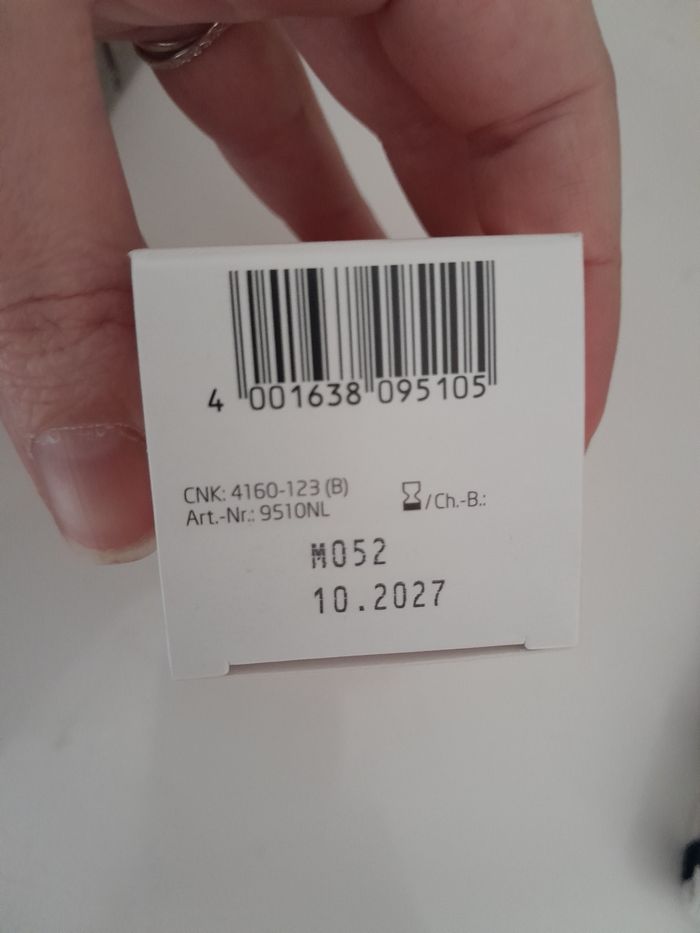 4 001638 095105
CNK: 4160-123 (B)
Art.-Nr.: 9510NL
/Ch.-B.:
M052
10.2027